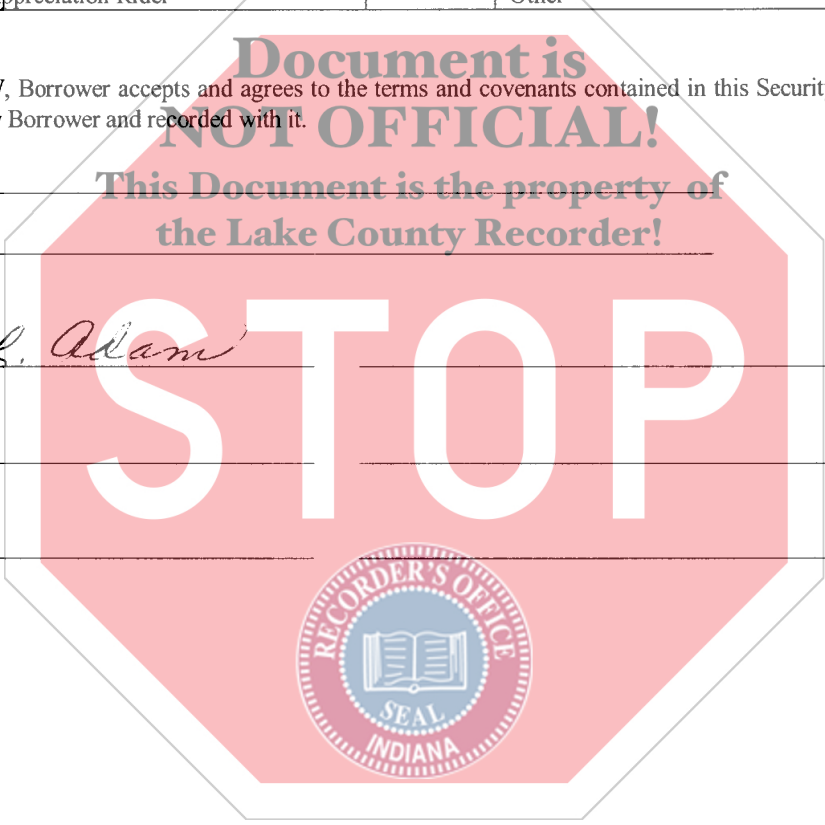 Appreciation Rider Other
Document is
, Borrower accepts and agrees to the terms and covenants contained in this Security
NOT OFFICIAL!
Borrower and recorded with it.
This Document is the property of
the Lake County Recorder!
L. Adam
STOP
RECORDER'S OFFICE
SEAL
INDIANA